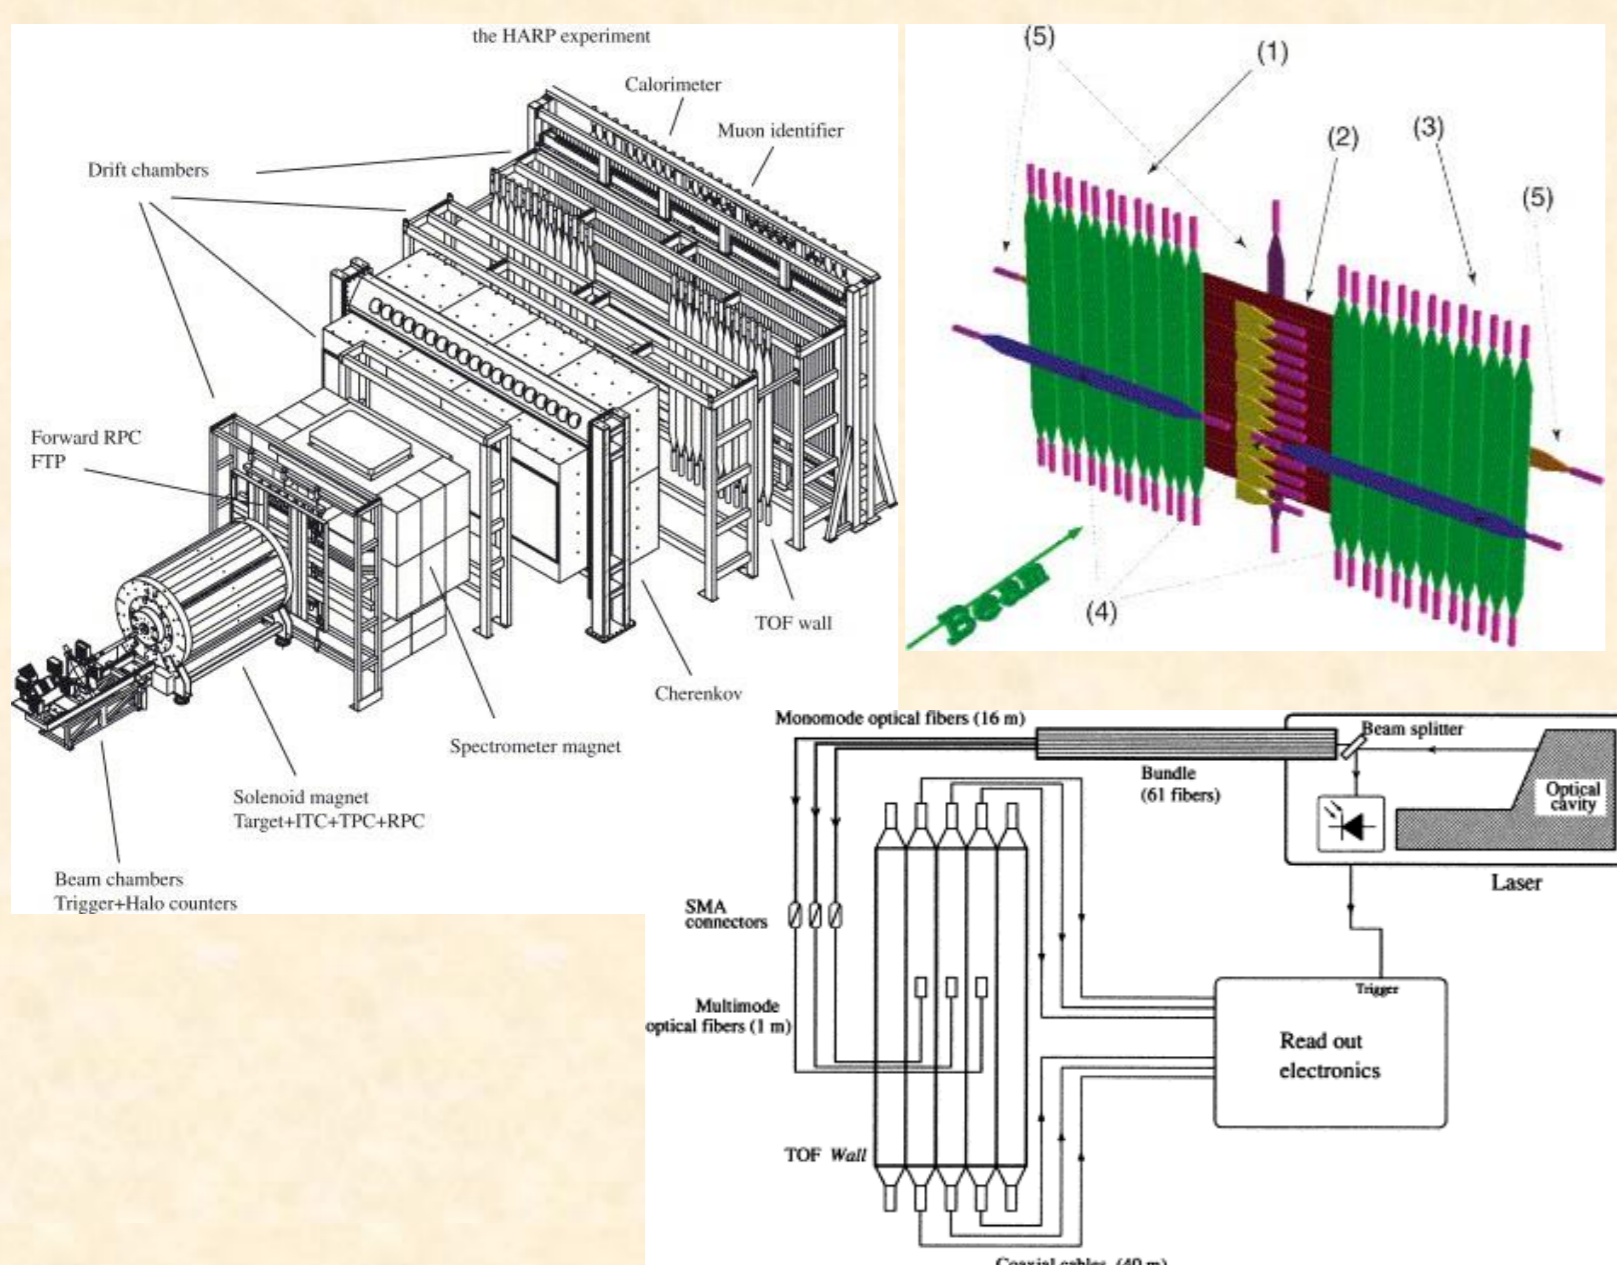 the HARP experiment
Calorimeter
Muon identifier
Drift chambers
Forward RPC
FTP
TOF wall
Cherenkov
Spectrometer magnet
Solenoid magnet
Target+ITC+TPC+RPC
Beam chambers
Trigger+Halo counters
(5)
(1)
(2)
(3)
(5)
(4)
Beam
Monomode optical fibers (16 m)
Beam splitter
Bundle
(61 fibers)
Optical
cavity
Laser
SMA
connectors
Trigger
Multimode
optical fibers (1 m)
Read out
electronics
TOF Wall
Coaxial cables (40 m)